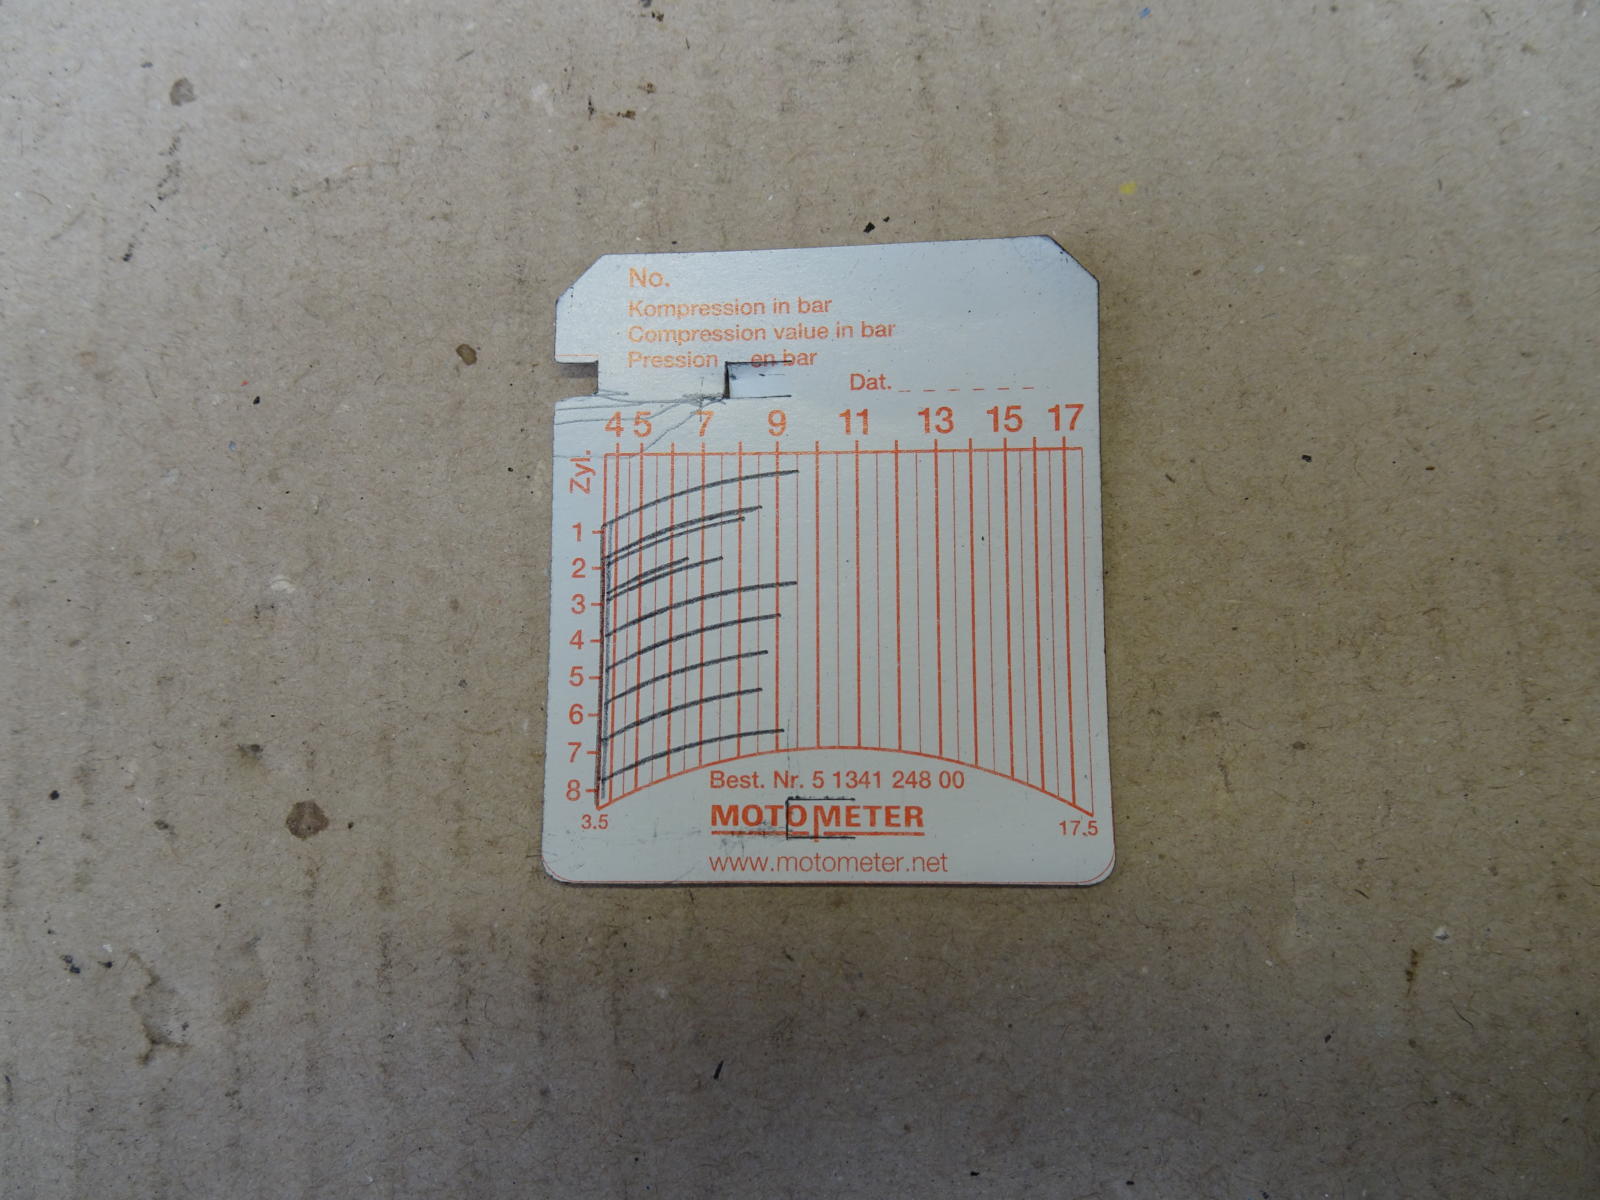 No.
Kompression in bar
Compression value in bar
Pression en bar
Dat.
4 5 7 9 11 13 15 17
Zyl.
1
2
3
4
5
6
7
8
3.5 17.5
Best. Nr. 5 1341 248 00
MOTOMETER
www.motometer.net